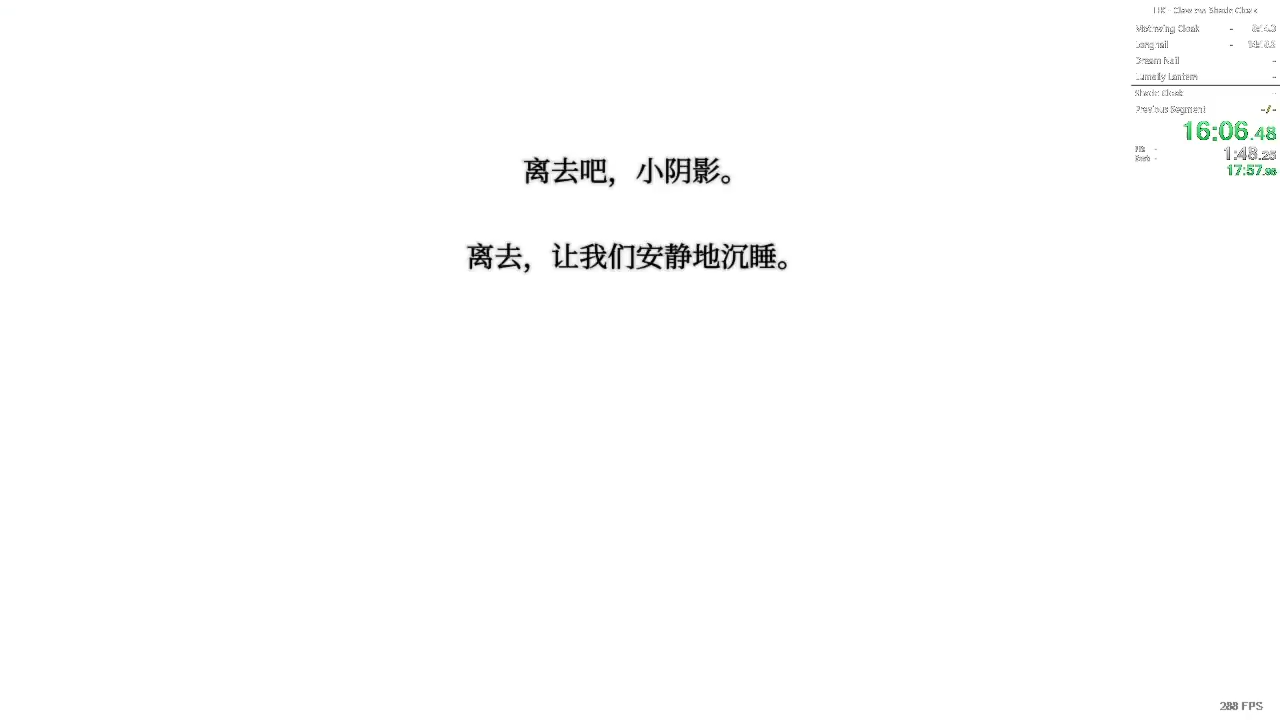 离去吧，小阴影。
离去，让我们安静地沉睡。
Mothwing Cloak -
Longnail -
Dream Nail -
Lumafly Lantern -
Shade Cloak -
Previous Segment -/-
16:06.48
1:48.25
17:57.98
288 FPS